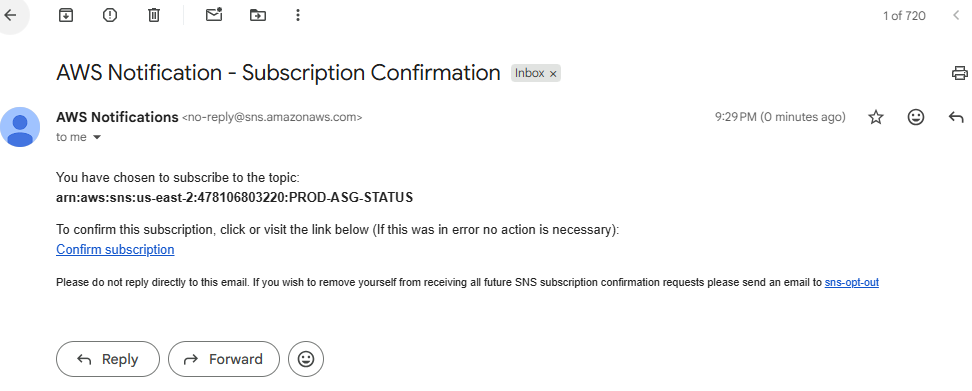 1 of 720
AWS Notification - Subscription Confirmation Inbox ×
AWS Notifications <no-reply@sns.amazonaws.com> 9:29 PM (0 minutes ago)
to me
You have chosen to subscribe to the topic:
arn:aws:sns:us-east-2:478106803220:PROD-ASG-STATUS
To confirm this subscription, click or visit the link below (If this was in error no action is necessary):
Confirm subscription
Please do not reply directly to this email. If you wish to remove yourself from receiving all future SNS subscription confirmation requests please send an email to sns-opt-out
Reply Forward